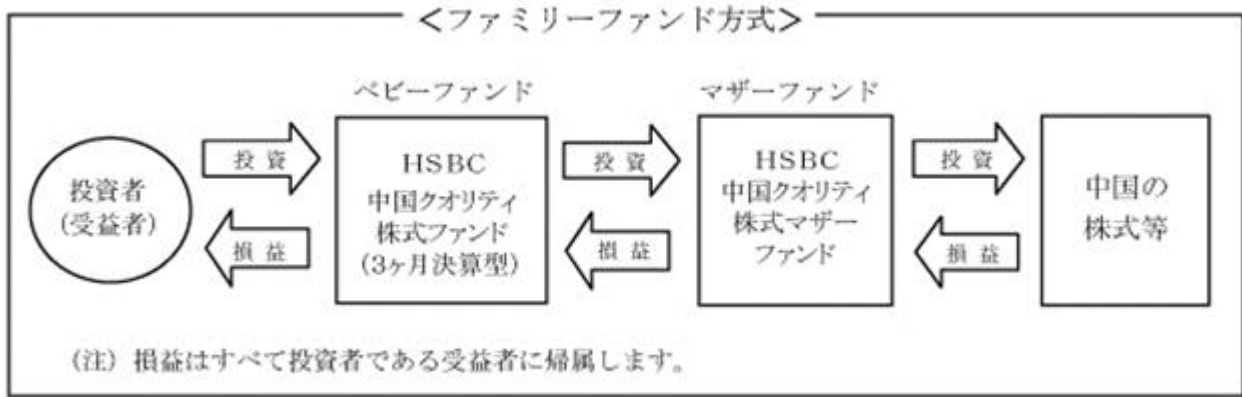 <ファミリーファンド方式>
ベビーファンド
マザーファンド
投資者
(受益者)
投 資
損 益
HSBC
中国クオリティ
株式ファンド
(3ヶ月決算型)
投 資
損 益
HSBC
中国クオリティ
株式マザー
ファンド
投 資
損 益
中国の
株式等
(注) 損益はすべて投資者である受益者に帰属します。